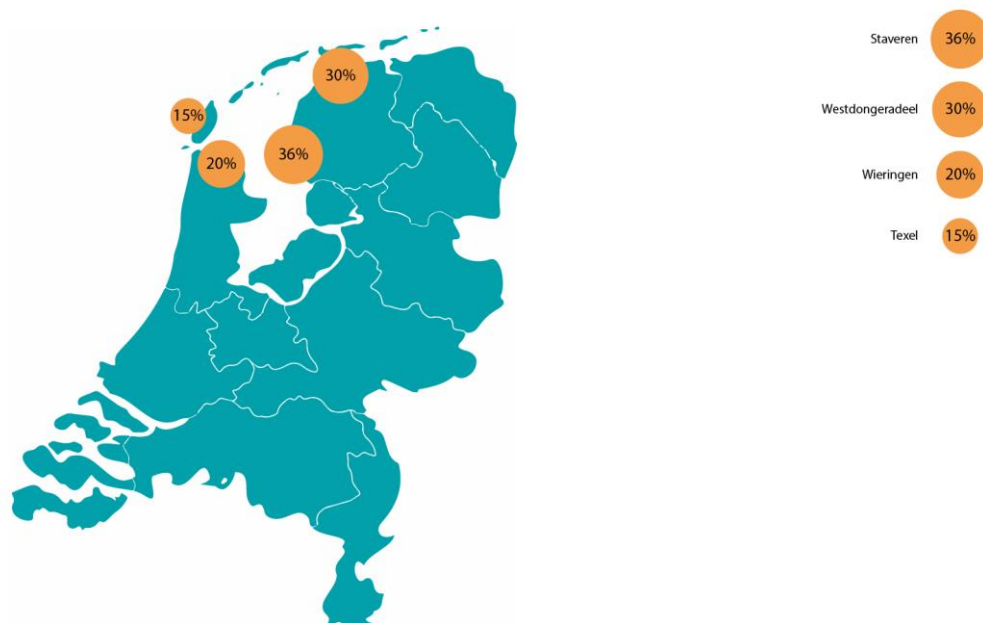 30%
15%
36%
20%
Staveren 36%
Westdongeradeel 30%
Wieringen 20%
Texel 15%